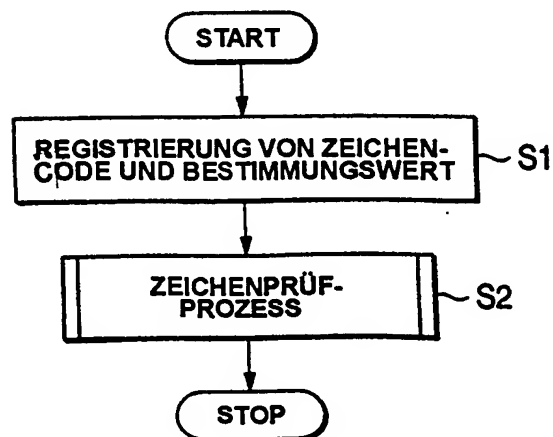 START
REGISTRIERUNG VON ZEICHEN-
CODE UND BESTIMMUNGSWERT
S1
ZEICHENPRÜF-
PROZESS
S2
STOP